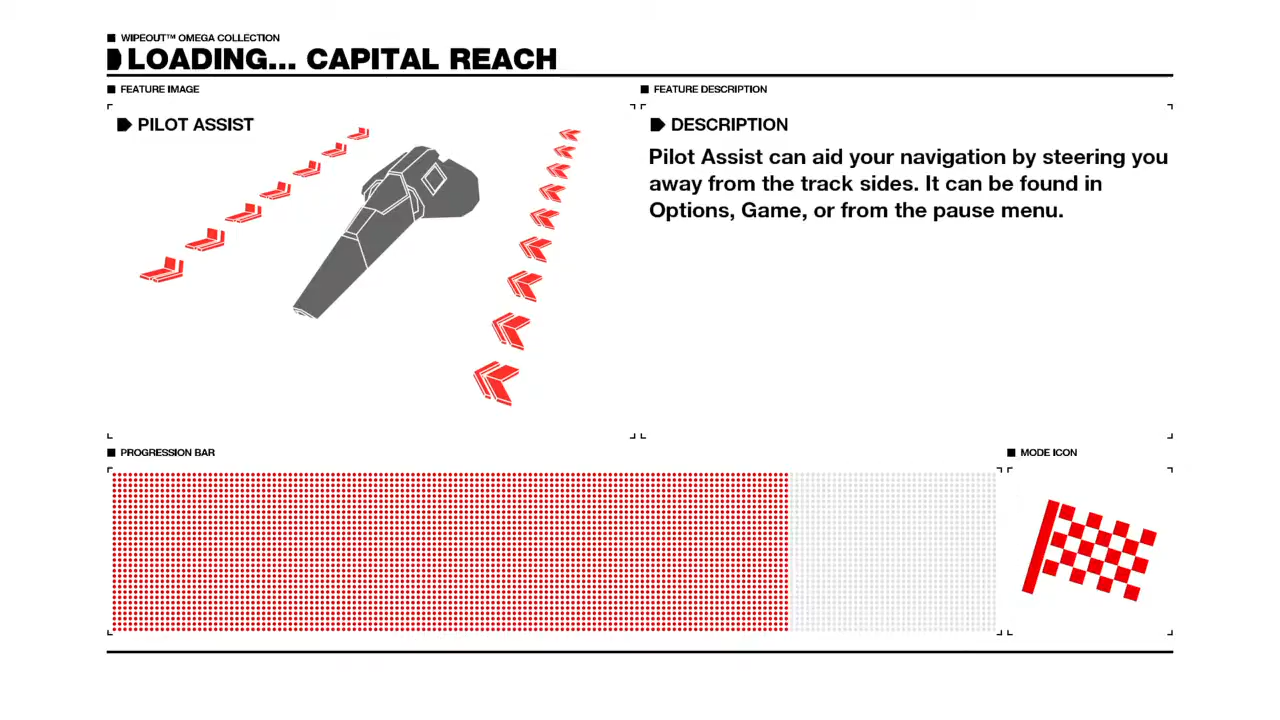 WIPEOUT™ OMEGA COLLECTION
LOADING... CAPITAL REACH
FEATURE IMAGE
PILOT ASSIST
FEATURE DESCRIPTION
DESCRIPTION
Pilot Assist can aid your navigation by steering you
away from the track sides. It can be found in
Options, Game, or from the pause menu.
PROGRESSION BAR
MODE ICON